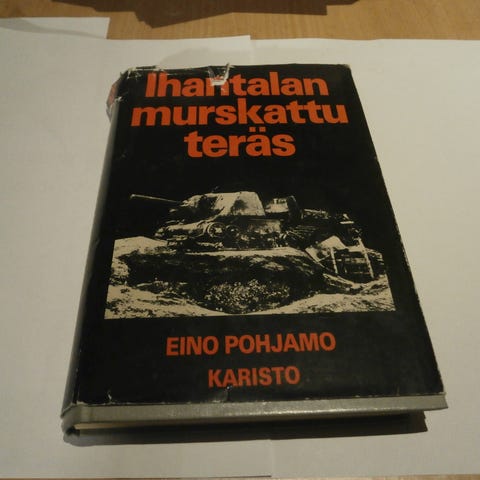 Ihantalan
murskattu
teräs
EINO POHJAMO
KARISTO